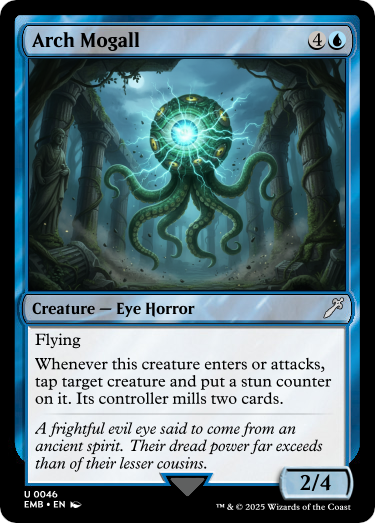 Arch Mogall 4
Creature — Eye Horror
Flying
Whenever this creature enters or attacks,
tap target creature and put a stun counter
on it. Its controller mills two cards.
A frightful evil eye said to come from an
ancient spirit. Their dread power far exceeds
than of their lesser cousins.
2/4
U 0046
EMB • EN
™ & © 2025 Wizards of the Coast